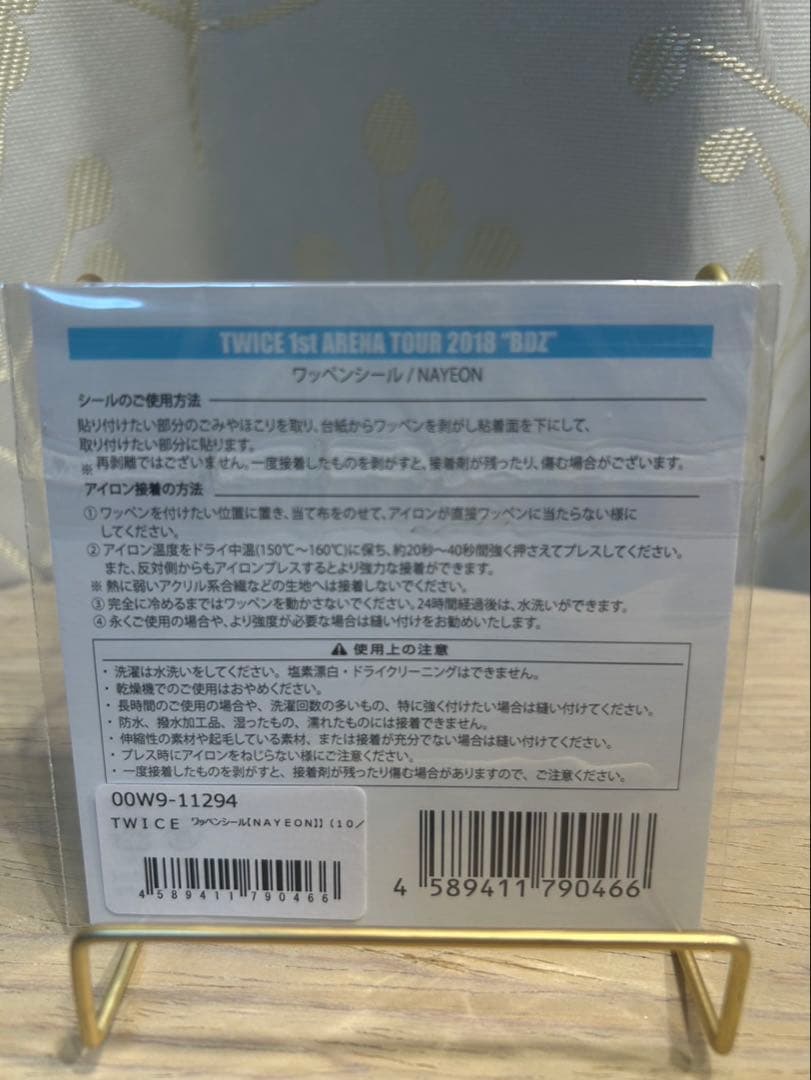 TWICE 1st ARENA TOUR 2018 "BDZ"
ワッペンシール / NAYEON
シールのご使用方法
貼り付けたい部分のごみやほこりを取り、台紙からワッペンを剥がし粘着面を下にして、
取り付けたい部分に貼ります。
※ 再剥離ではございません。一度接着したものを剥がすと、接着剤が残ったり、傷む場合がございます。
アイロン接着の方法
① ワッペンを付けたい位置に置き、当て布をのせて、アイロンが直接ワッペンに当たらない様に
してください。
② アイロン温度をドライ中温(150℃～160℃)に保ち、約20秒～40秒間強く押さえてプレスしてください。
また、反対側からもアイロンプレスするとより強力な接着ができます。
※ 熱に弱いアクリル系合繊などの生地へは接着しないでください。
③ 完全に冷めるまではワッペンを動かさないでください。24時間経過後は、水洗いができます。
④ 永くご使用の場合や、より強度が必要な場合は縫い付けをお勧めいたします。
⚠ 使用上の注意
・ 洗濯は水洗いをしてください。塩素漂白・ドライクリーニングはできません。
・ 乾燥機でのご使用はおやめください。
・ 長時間のご使用の場合や、洗濯回数の多いもの、特に強く付けたい場合は縫い付けてください。
・ 防水、撥水加工品、湿ったもの、濡れたものには接着できません。
・ 伸縮性の素材や起毛している素材、または接着が充分でない場合は縫い付けてください。
・ プレス時にアイロンをねじらない様にご注意ください。
・ 一度接着したものを剥がすと、接着剤が残ったり傷む場合がありますので、ご注意ください。
00W9-11294
TWICE ワッペンシール【NAYEON】】(10／
4589411790466
4 589411 790466